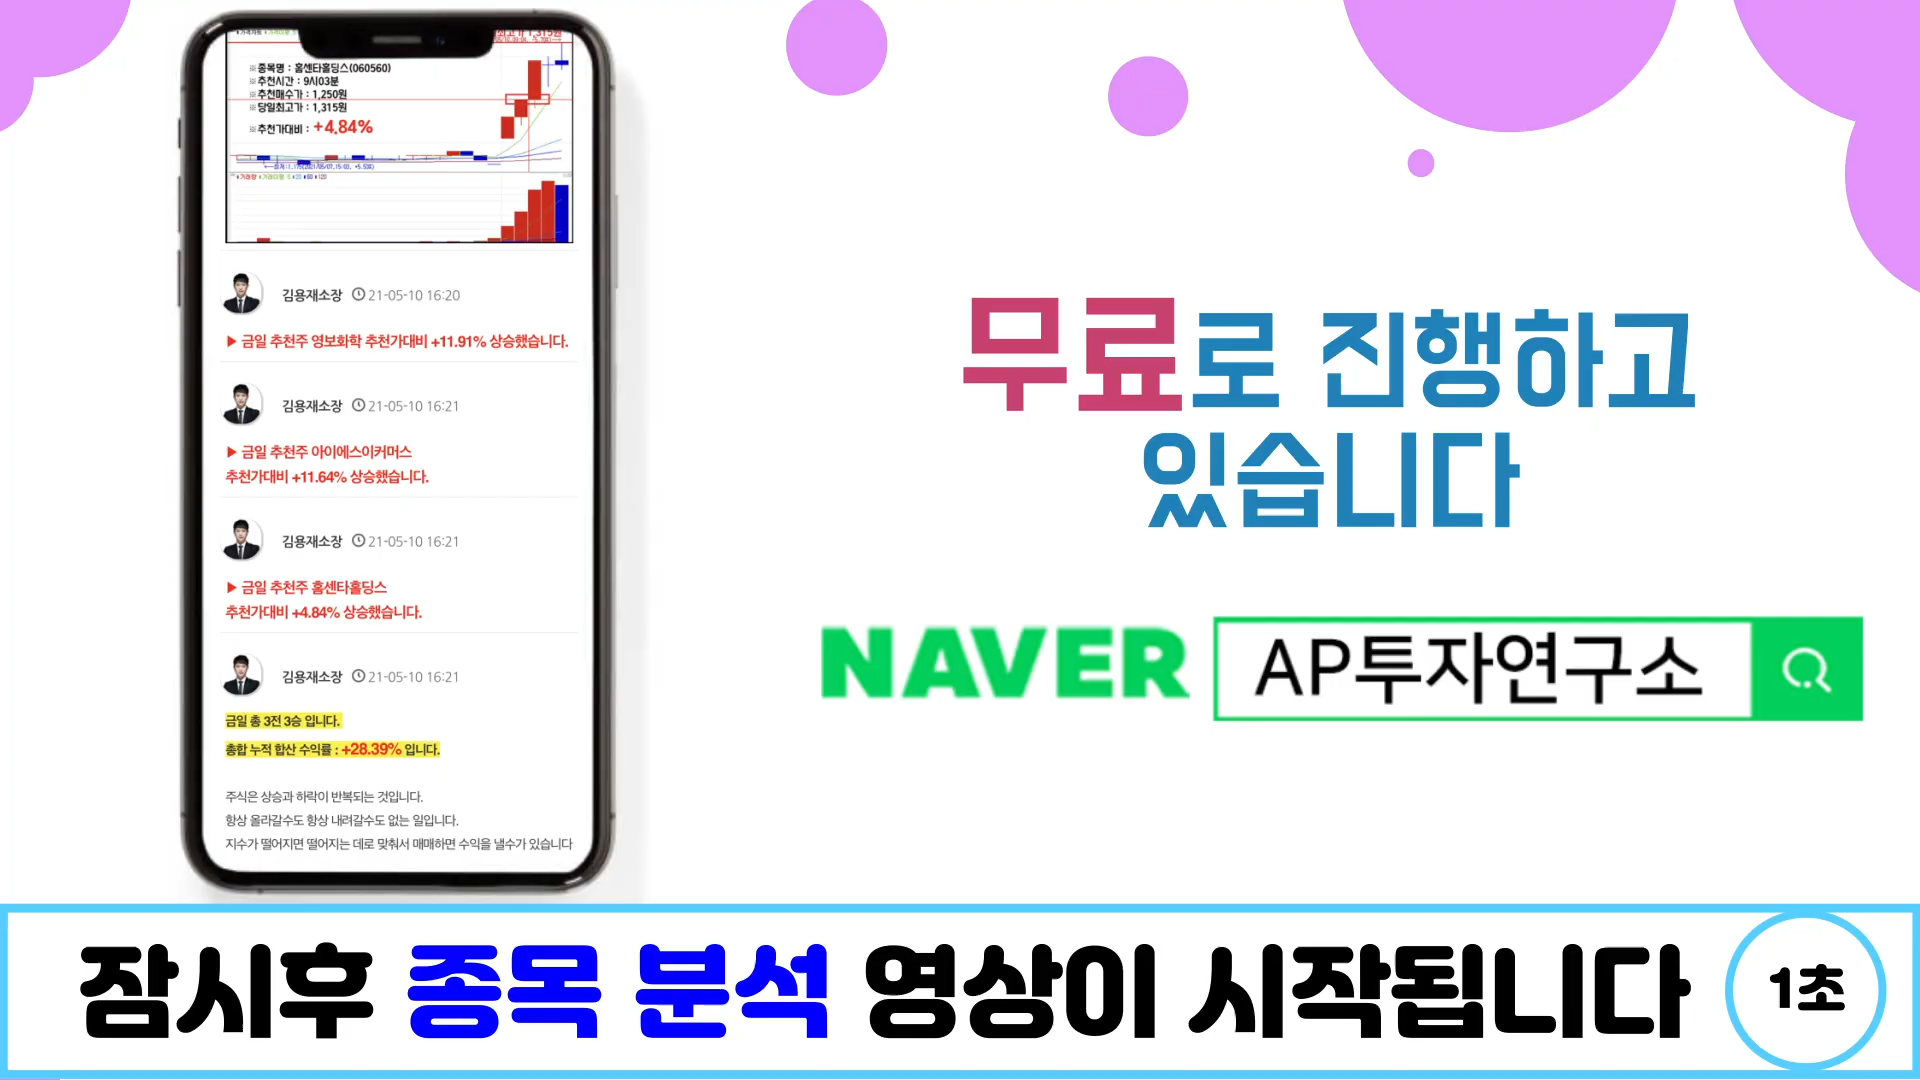 ※종목명 : 홈센타홀딩스(060560)
※추천시간 : 9시03분
※추천매수가 : 1,250원
※당일최고가 : 1,315원
※추천가대비 : +4.84%
김용재소장 21-05-10 16:20
▶ 금일 추천주 영보화학 추천가대비 +11.91% 상승했습니다.
김용재소장 21-05-10 16:21
▶ 금일 추천주 아이에스이커머스
추천가대비 +11.64% 상승했습니다.
김용재소장 21-05-10 16:21
▶ 금일 추천주 홈센타홀딩스
추천가대비 +4.84% 상승했습니다.
김용재소장 21-05-10 16:21
금일 총 3전 3승 입니다.
총합 누적 합산 수익률 : +28.39% 입니다.
주식은 상승과 하락이 반복되는 것입니다.
항상 올라갈수도 항상 내려갈수도 없는 일입니다.
지수가 떨어지면 떨어지는 데로 맞춰서 매매하면 수익을 낼수가 있습니다
무료로 진행하고
있습니다
NAVER AP투자연구소
잠시후 종목 분석 영상이 시작됩니다 1초